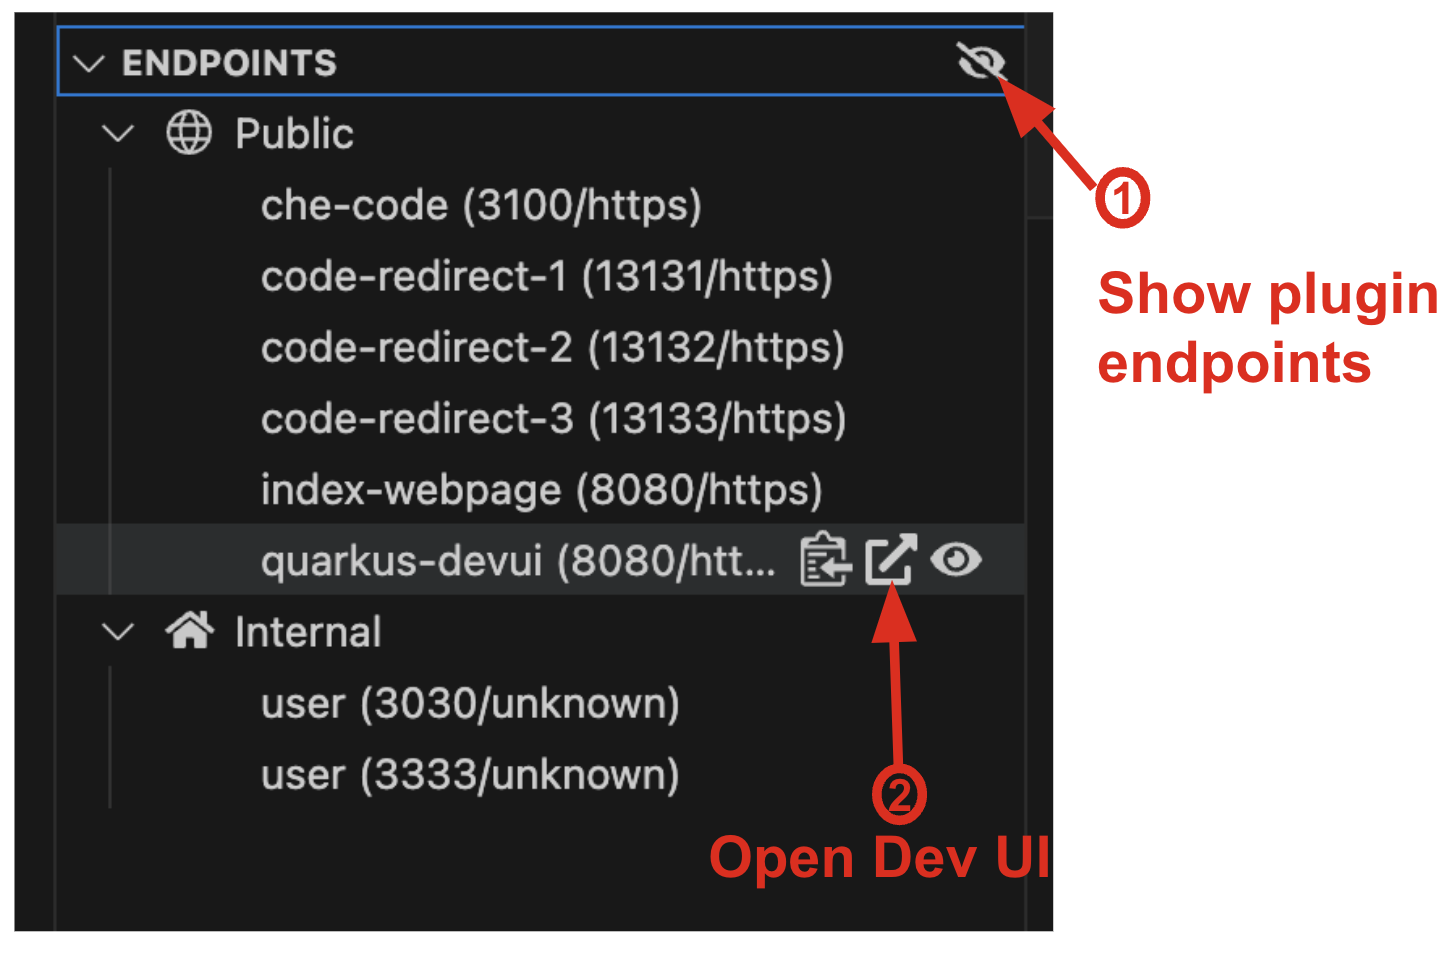 ENDPOINTS
Public
che-code (3100/https)
1
code-redirect-1 (13131/https)
Show plugin
endpoints
code-redirect-2 (13132/https)
code-redirect-3 (13133/https)
index-webpage (8080/https)
quarkus-devui (8080/htt...
Internal
user (3030/unknown)
user (3333/unknown)
2
Open Dev UI